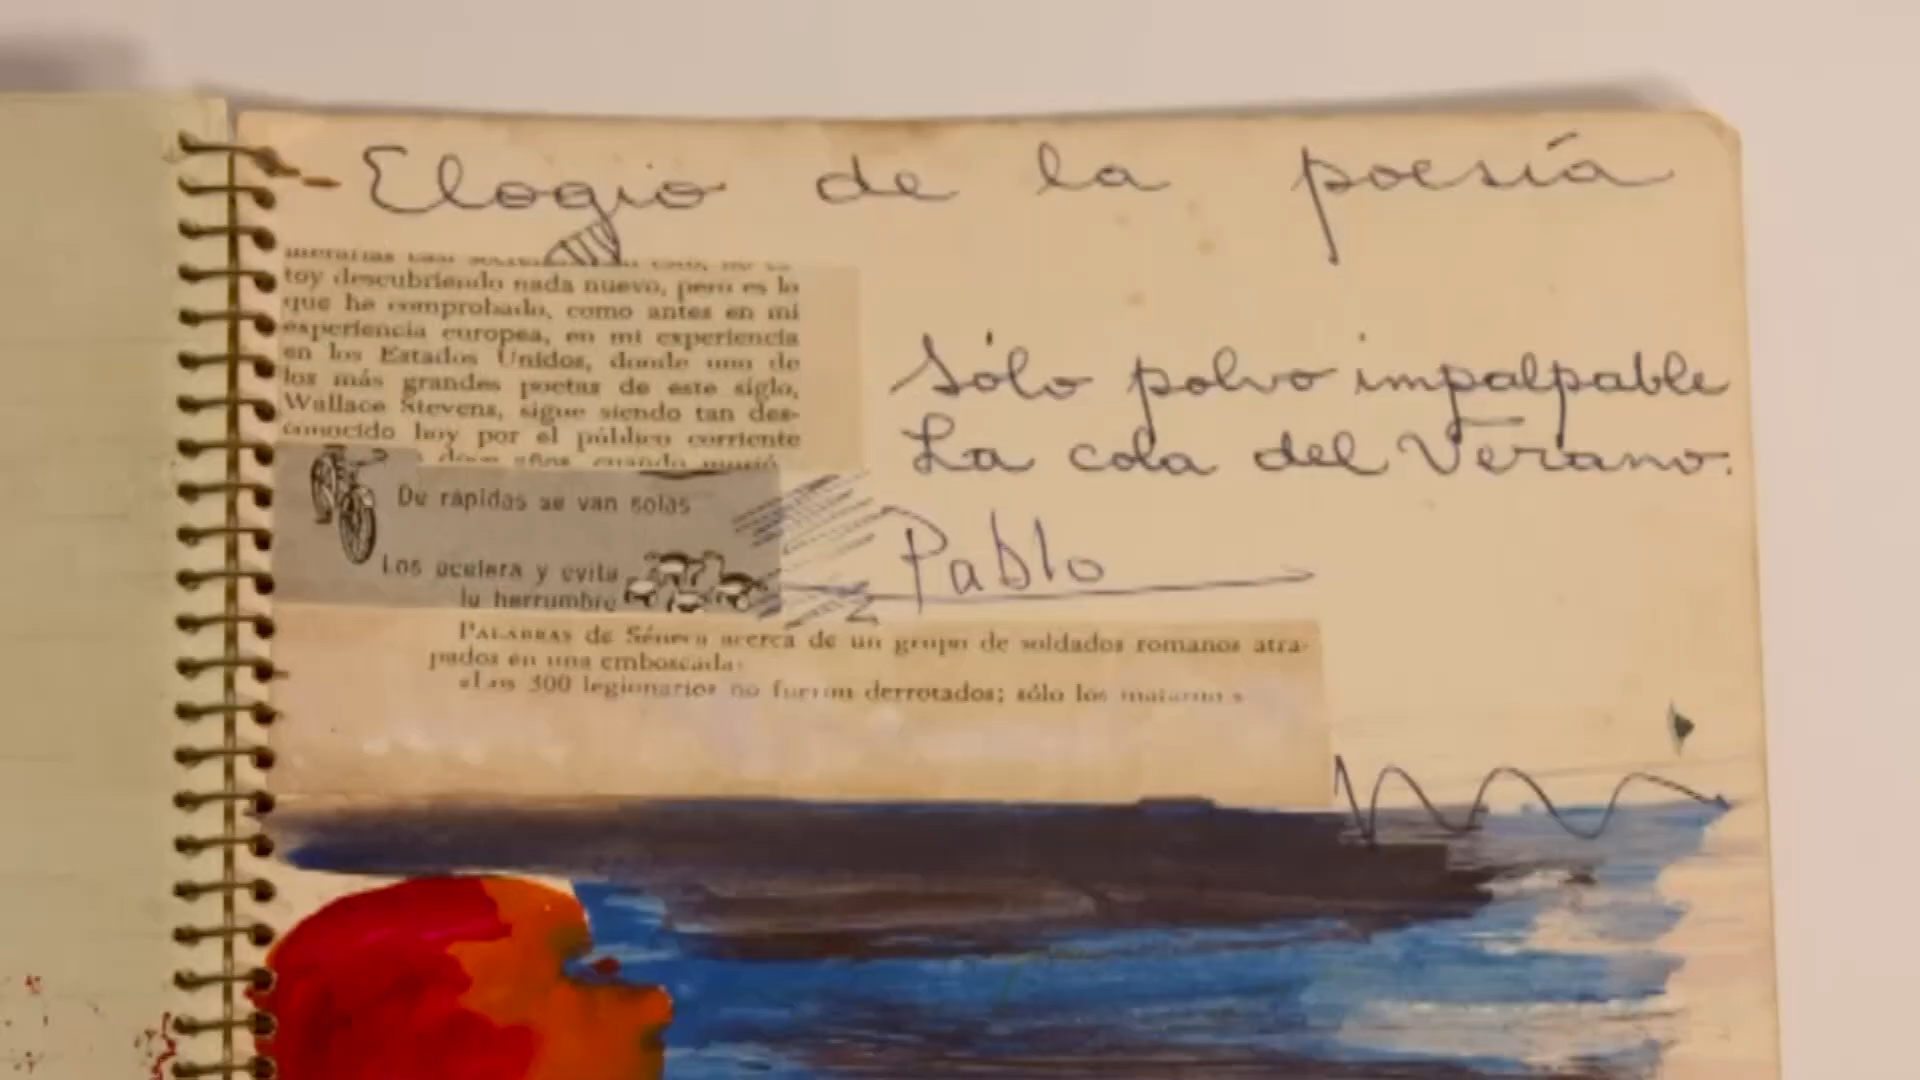 Elogio de la poesía
toy descubriendo nada nuevo, pero es lo
que he comprobado, como antes en mi
experiencia europea, en mi experiencia
en los Estados Unidos, donde uno de
los más grandes poetas de este siglo,
Wallace Stevens, sigue siendo tan des-
conocido hoy por el público corriente
años, cuando murió
Sólo polvo impalpable
La cola del Verano.
De rápidas se van solas
Los acelera y evita
la herrumbre
Pablo
PALABRAS de Séneca acerca de un grupo de soldados romanos atra-
pados en una emboscada:
«Los 300 legionarios no fueron derrotados; sólo los mataron»